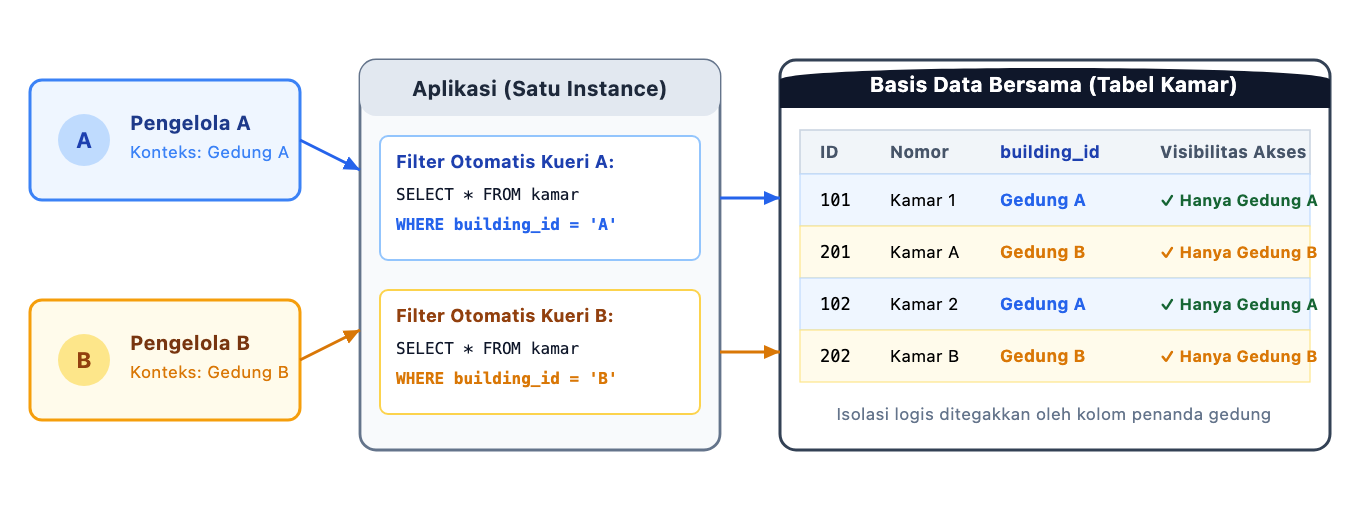 A
Pengelola A
Konteks: Gedung A
B
Pengelola B
Konteks: Gedung B
Aplikasi (Satu Instance)
Filter Otomatis Kueri A:
SELECT * FROM kamar
WHERE building_id = 'A'
Filter Otomatis Kueri B:
SELECT * FROM kamar
WHERE building_id = 'B'
Basis Data Bersama (Tabel Kamar)
ID Nomor building_id Visibilitas Akses
101 Kamar 1 Gedung A ✓ Hanya Gedung A
201 Kamar A Gedung B ✓ Hanya Gedung B
102 Kamar 2 Gedung A ✓ Hanya Gedung A
202 Kamar B Gedung B ✓ Hanya Gedung B
Isolasi logis ditegakkan oleh kolom penanda gedung